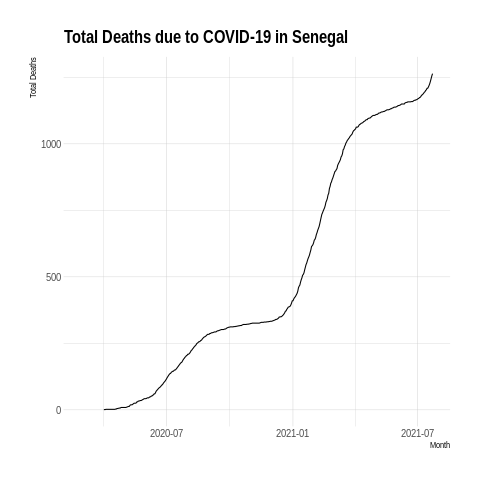 Total Deaths due to COVID-19 in Senegal
Total Deaths
1000
500
0
2020-07 2021-01 2021-07
Month